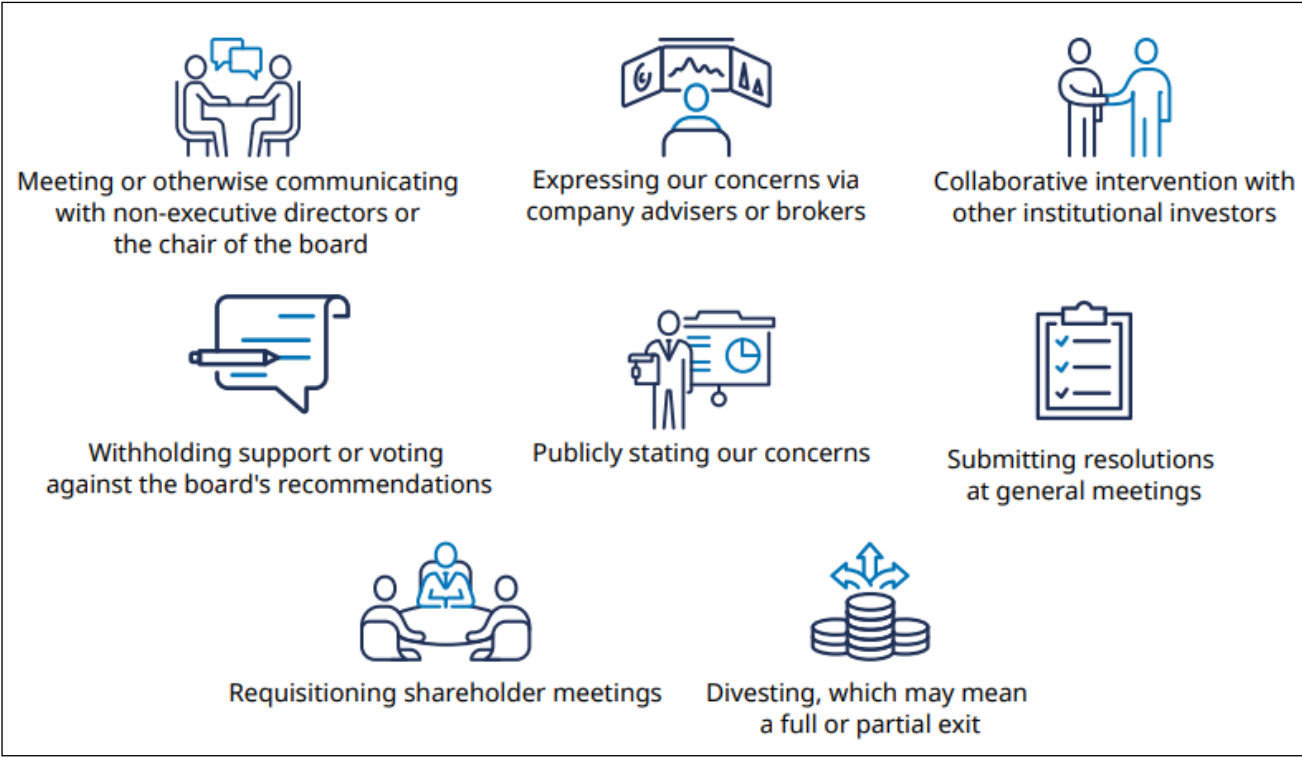 Meeting or otherwise communicating
with non-executive directors or
the chair of the board
Expressing our concerns via
company advisers or brokers
Collaborative intervention with
other institutional investors
Withholding support or voting
against the board's recommendations
Publicly stating our concerns
Submitting resolutions
at general meetings
Requisitioning shareholder meetings
Divesting, which may mean
a full or partial exit